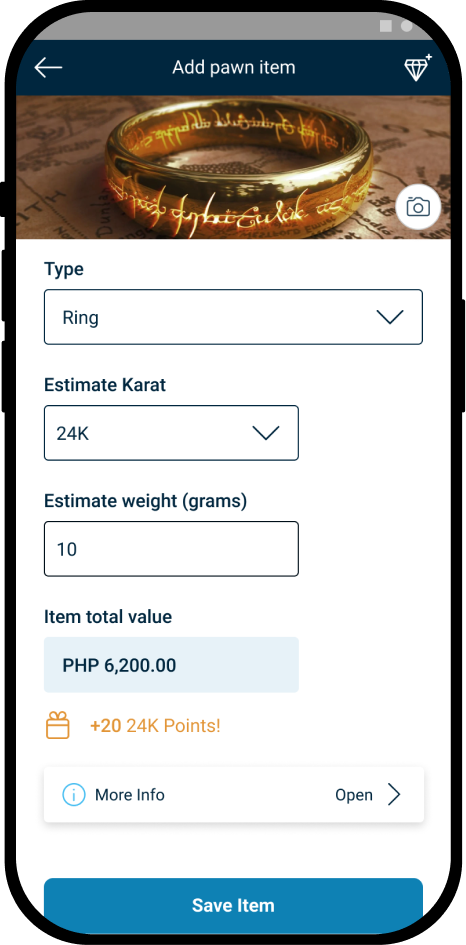 Add pawn item
Type
Ring
Estimate Karat
24K
Estimate weight (grams)
10
Item total value
PHP 6,200.00
+20 24K Points!
More Info
Open
Save Item